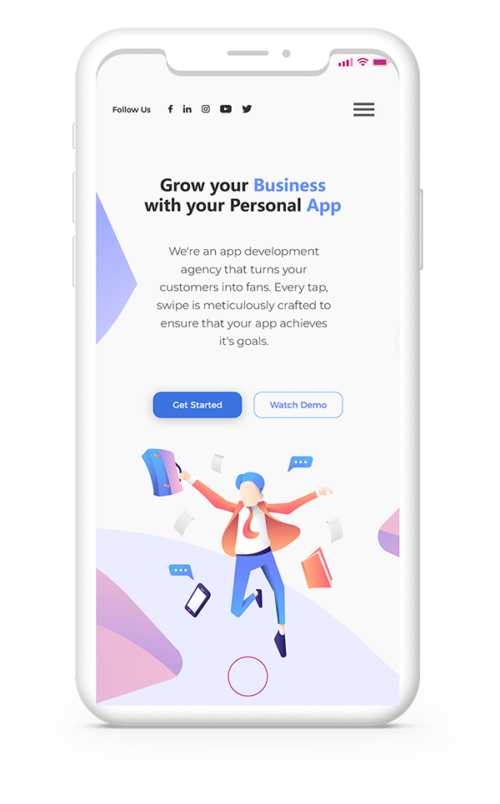 Follow Us
Grow your Business
with your Personal App
We're an app development
agency that turns your
customers into fans. Every tap,
swipe is meticulously crafted to
ensure that your app achieves
it's goals.
Get Started
Watch Demo